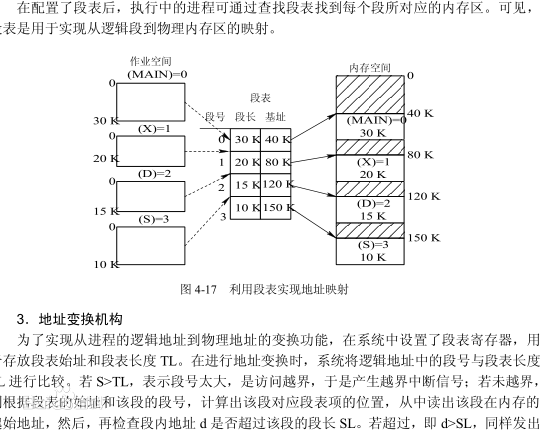 在配置了段表后，执行中的进程可通过查找段表找到每个段所对应的内存区。可见，
表是用于实现从逻辑段到物理内存区的映射。
作业空间
(MAIN)=0
0
30 K
(X)=1
0
20 K
(D)=2
0
15 K
(S)=3
0
10 K
段表
段号 段长 基址
0 30 K 40 K
1 20 K 80 K
2 15 K 120 K
3 10 K 150 K
内存空间
0
40 K
(MAIN)=0
30 K
80 K
(X)=1
20 K
120 K
(D)=2
15 K
150 K
(S)=3
10 K
图 4-17 利用段表实现地址映射
3．地址变换机构
为了实现从进程的逻辑地址到物理地址的变换功能，在系统中设置了段表寄存器，用
存放段表始址和段表长度 TL。在进行地址变换时，系统将逻辑地址中的段号与段表长度
进行比较。若 S>TL，表示段号太大，是访问越界，于是产生越界中断信号；若未越界，
根据段表的始址和该段的段号，计算出该段对应段表项的位置，从中读出该段在内存的
始地址，然后，再检查段内地址 d 是否超过该段的段长 SL。若超过，即 d>SL，同样发出